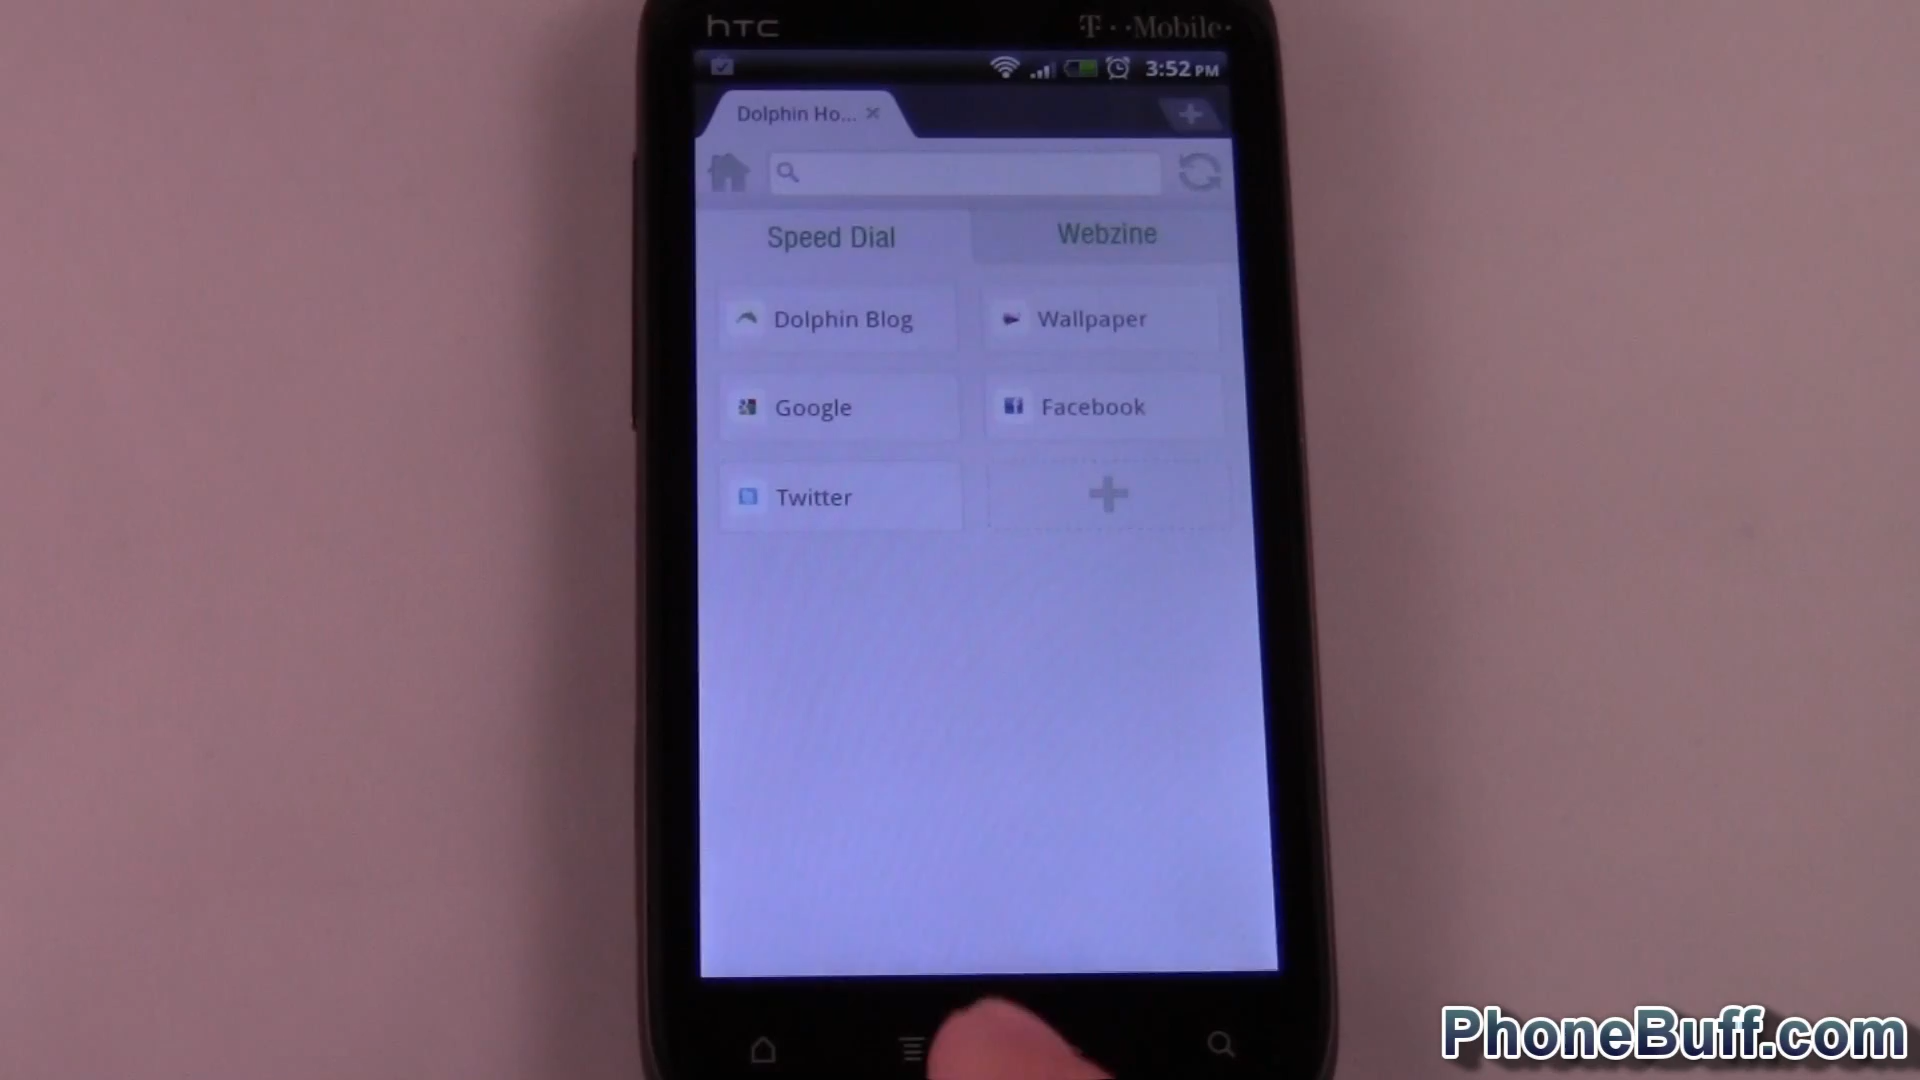 hTC
T··Mobile·
3:52 PM
Dolphin Ho...
Speed Dial
Webzine
Dolphin Blog
Wallpaper
Google
Facebook
Twitter
PhoneBuff.com